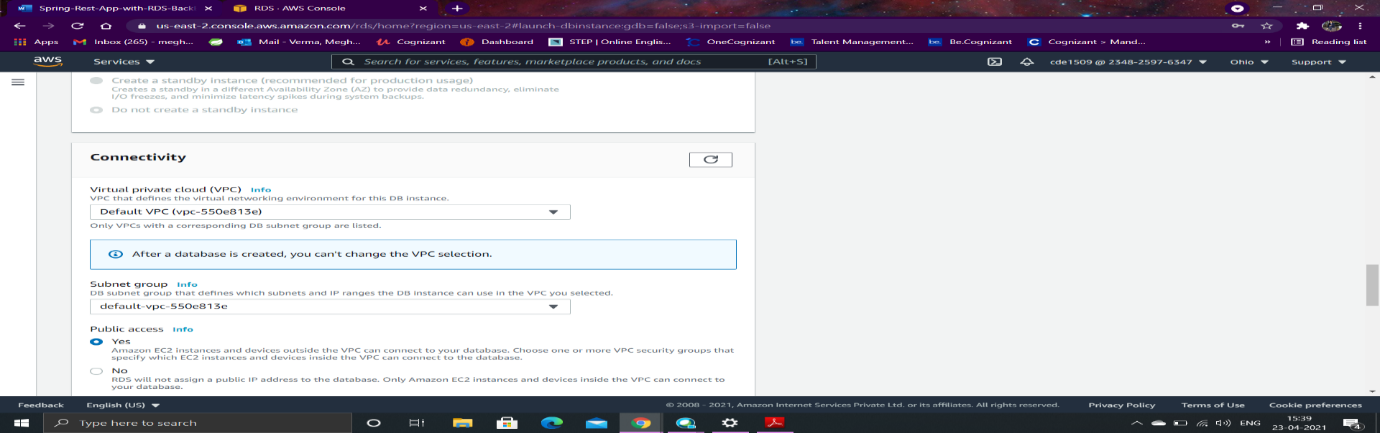 Spring-Rest-App-with-RDS-Back
RDS · AWS Console
us-east-2.console.aws.amazon.com/rds/home?region=us-east-2#launch-dbinstance:gdb=false;s3-import=false
Apps
Inbox (265) - megh...
Mail - Verma, Megh...
Cognizant
Dashboard
STEP | Online Englis...
OneCognizant
Talent Management...
Be.Cognizant
Cognizant > Mand...
»
Reading list
aws
Services
Search for services, features, marketplace products, and docs
[Alt+S]
cde1509 @ 2348-2597-6347
Ohio
Support
Create a standby instance (recommended for production usage)
Creates a standby in a different Availability Zone (AZ) to provide data redundancy, eliminate
I/O freezes, and minimize latency spikes during system backups.
Do not create a standby instance
Connectivity
Virtual private cloud (VPC) Info
VPC that defines the virtual networking environment for this DB instance.
Default VPC (vpc-550e813e)
Only VPCs with a corresponding DB subnet group are listed.
After a database is created, you can't change the VPC selection.
Subnet group Info
DB subnet group that defines which subnets and IP ranges the DB instance can use in the VPC you selected.
default-vpc-550e813e
Public access Info
Yes
Amazon EC2 instances and devices outside the VPC can connect to your database. Choose one or more VPC security groups that
specify which EC2 instances and devices inside the VPC can connect to the database.
No
RDS will not assign a public IP address to the database. Only Amazon EC2 instances and devices inside the VPC can connect to
your database.
Feedback
English (US)
© 2008 - 2021, Amazon Internet Services Private Ltd. or its affiliates. All rights reserved.
Privacy Policy
Terms of Use
Cookie preferences
Type here to search
ENG
15:39
23-04-2021